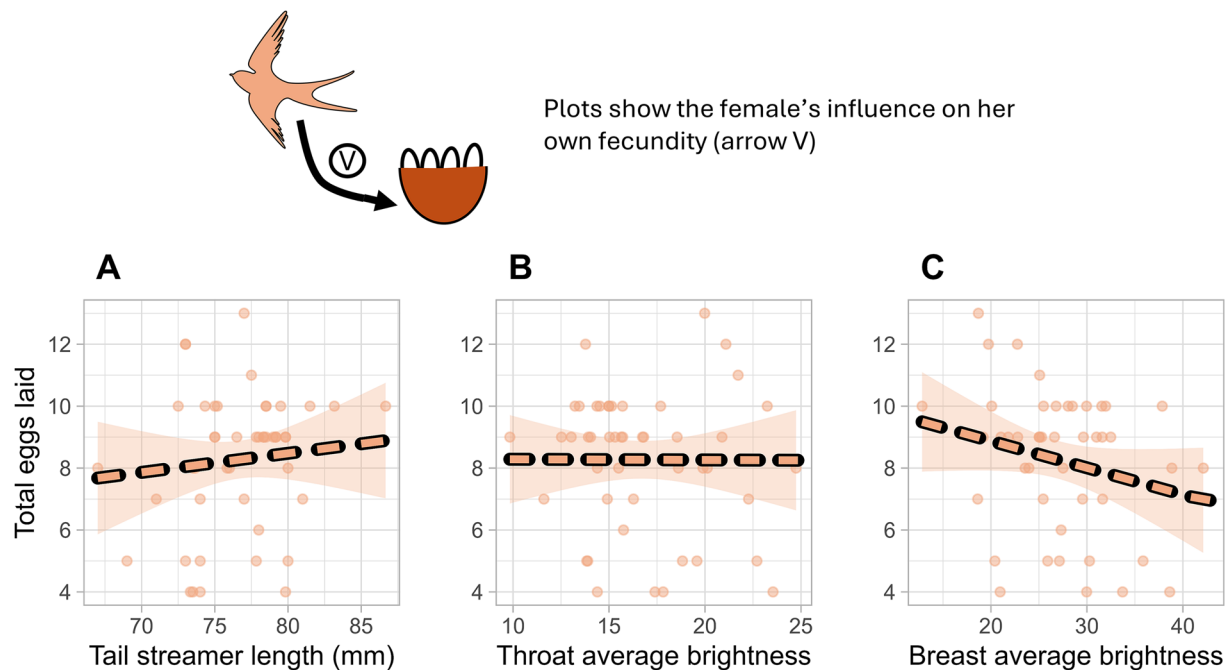 Plots show the female's influence on her
own fecundity (arrow V)
V
A
B
C
Total eggs laid
12
10
8
6
4
70
75
80
85
Tail streamer length (mm)
12
10
8
6
4
10
15
20
25
Throat average brightness
12
10
8
6
4
20
30
40
Breast average brightness